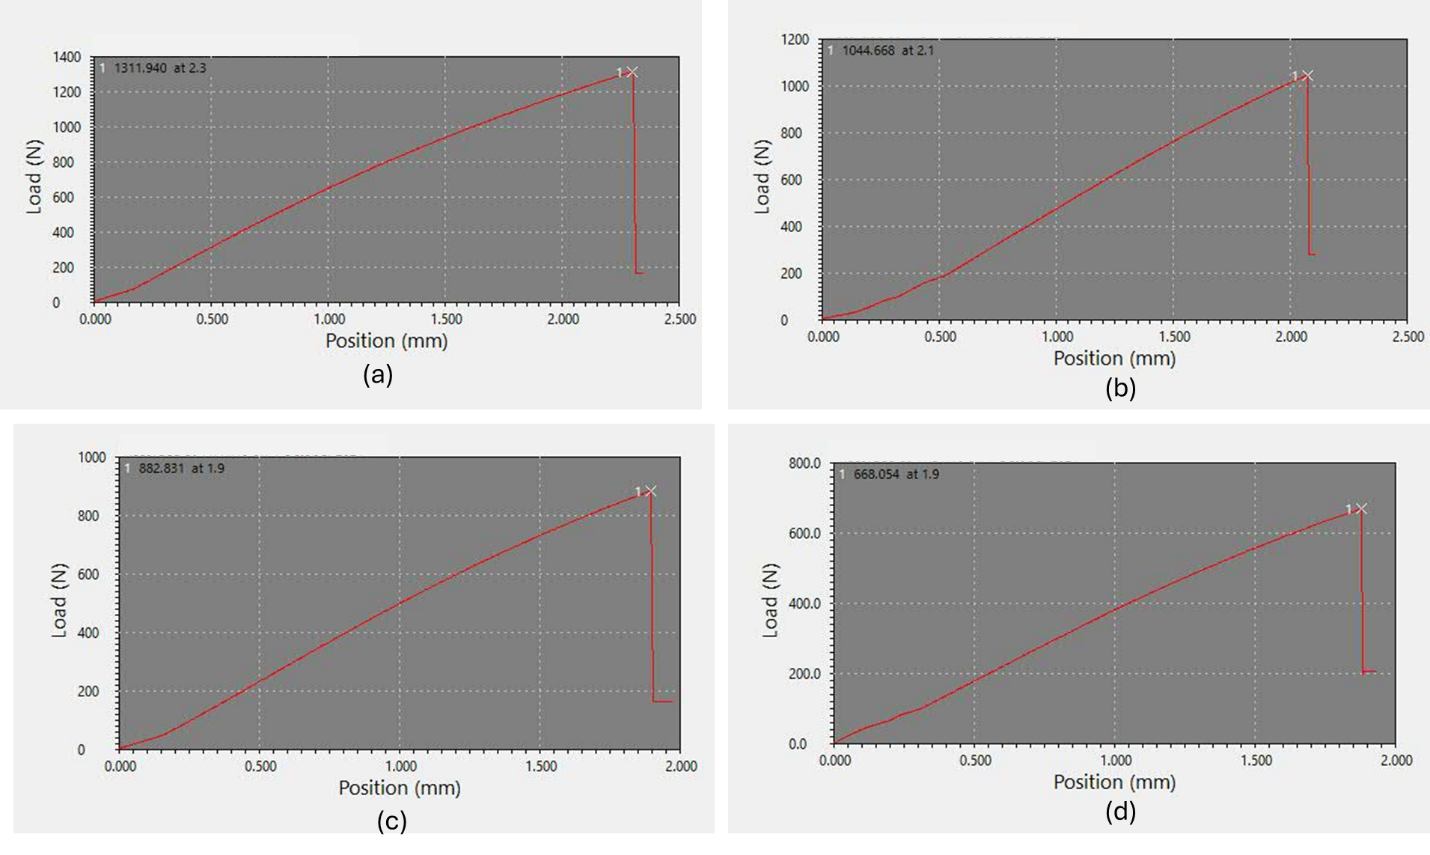 1400
1200
1000
800
600
400
200
0
Load (N)
1 1311.940 at 2.3
1
0.000 0.500 1.000 1.500 2.000 2.500
Position (mm)
(a)
1200
1000
800
600
400
200
0
Load (N)
1 1044.668 at 2.1
1
0.000 0.500 1.000 1.500 2.000 2.500
Position (mm)
(b)
1000
800
600
400
200
0
Load (N)
1 882.831 at 1.9
1
0.000 0.500 1.000 1.500 2.000
Position (mm)
(c)
800.0
600.0
400.0
200.0
0.0
Load (N)
1 668.054 at 1.9
1
0.000 0.500 1.000 1.500 2.000
Position (mm)
(d)